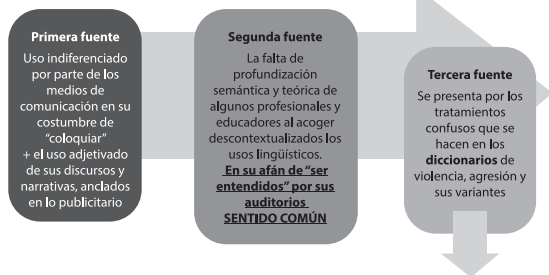 Primera fuente
Uso indiferenciado
por parte de los
medios de
comunicación en su
costumbre de
"coloquiar"
+ el uso adjetivado
de sus discursos y
narrativas, anclados
en lo publicitario
Segunda fuente
La falta de
profundización
semántica y teórica de
algunos profesionales y
educadores al acoger
descontextualizados los
usos lingüísticos.
En su afán de "ser
entendidos" por sus
auditorios
SENTIDO COMÚN
Tercera fuente
Se presenta por los
tratamientos
confusos que se
hacen en los
diccionarios de
violencia, agresión y
sus variantes